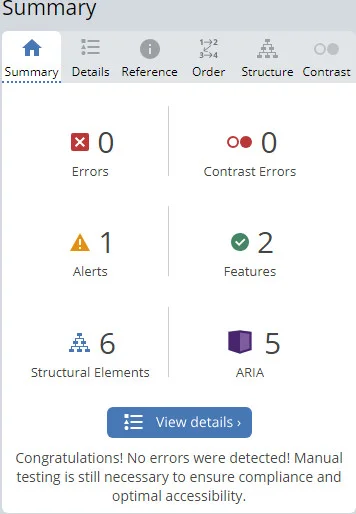 Summary
Summary Details Reference Order Structure Contrast
0 0
Errors Contrast Errors
1 2
Alerts Features
6 5
Structural Elements ARIA
View details ›
Congratulations! No errors were detected! Manual
testing is still necessary to ensure compliance and
optimal accessibility.